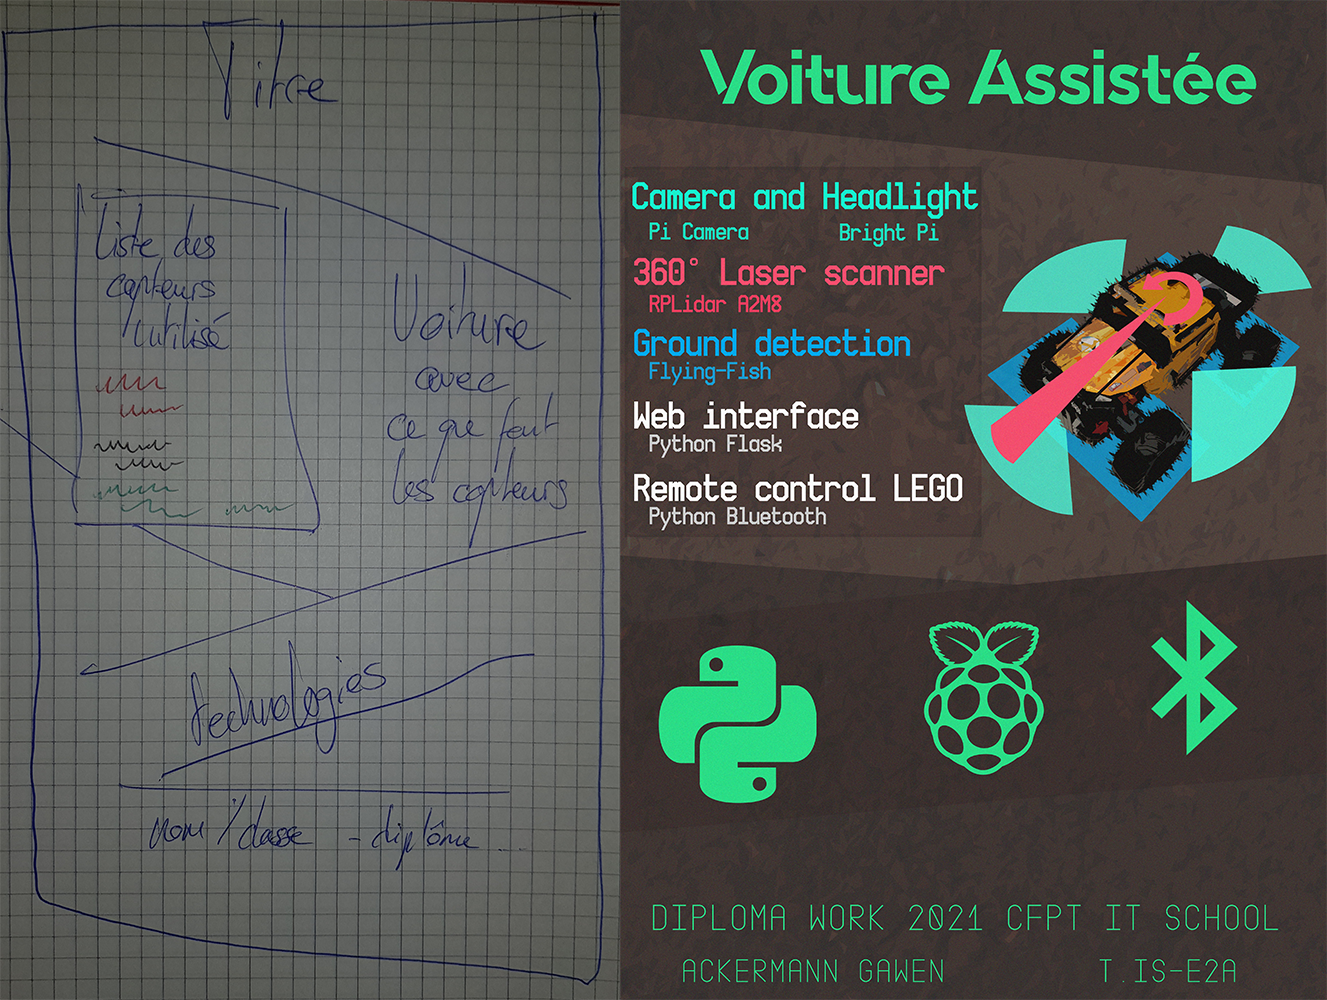 Titre
Liste des
capteurs
utilisé
Voiture
avec
ce que font
les capteurs
technologies
nom / classe - diplôme ...
Voiture Assistée
Camera and Headlight
Pi Camera Bright Pi
360° Laser scanner
RPLidar A2M8
Ground detection
Flying-Fish
Web interface
Python Flask
Remote control LEGO
Python Bluetooth
DIPLOMA WORK 2021 CFPT IT SCHOOL
ACKERMANN GAWEN T.IS-E2A